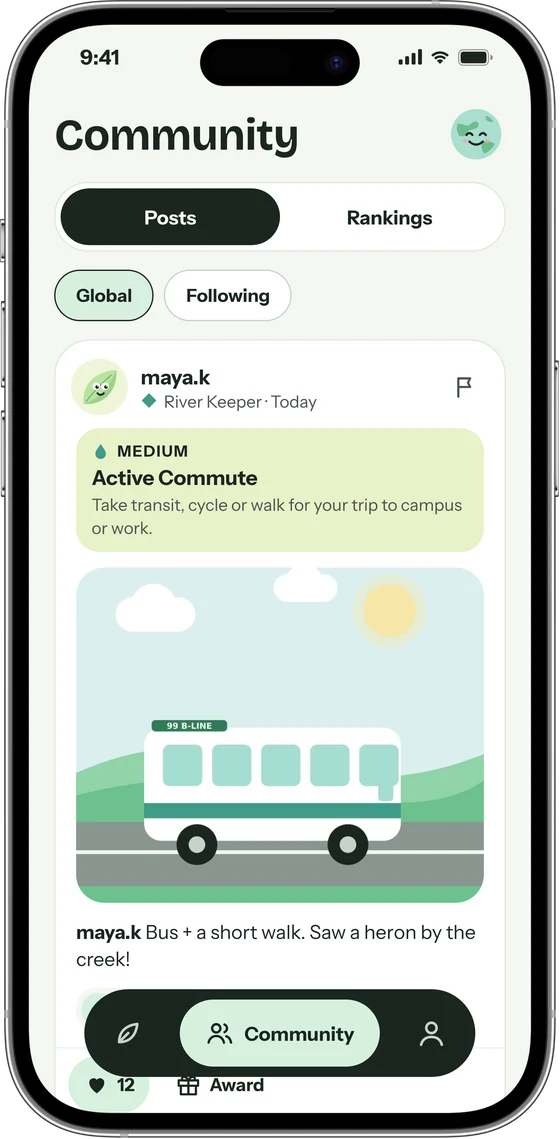 9:41
Community
Posts
Rankings
Global
Following
maya.k
River Keeper · Today
MEDIUM
Active Commute
Take transit, cycle or walk for your trip to campus
or work.
99 B-LINE
maya.k Bus + a short walk. Saw a heron by the
creek!
Community
12
Award